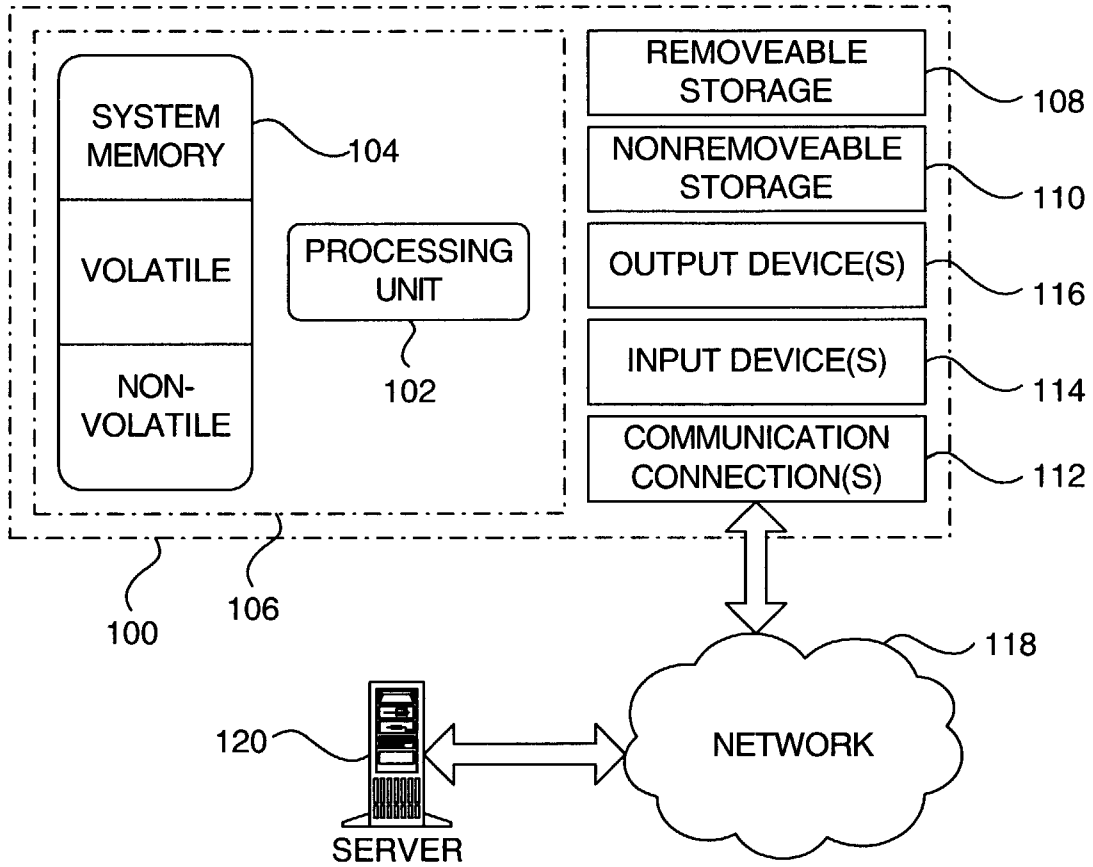 SYSTEM
MEMORY
104
VOLATILE
NON-
VOLATILE
PROCESSING
UNIT
102
REMOVEABLE
STORAGE
108
NONREMOVEABLE
STORAGE
110
OUTPUT DEVICE(S)
116
INPUT DEVICE(S)
114
COMMUNICATION
CONNECTION(S)
112
106
100
118
NETWORK
120
SERVER